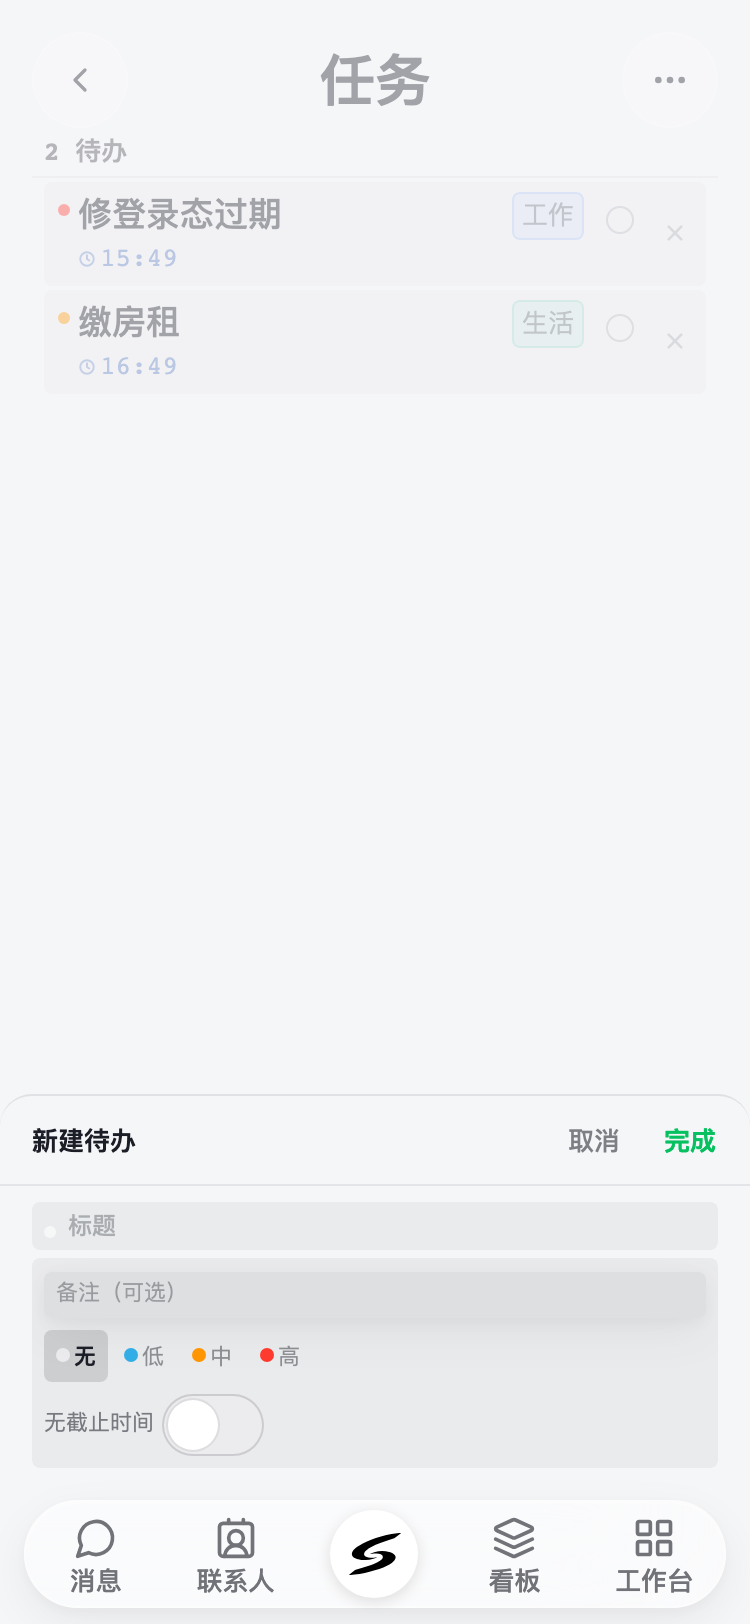 任务
2 待办
修登录态过期 工作
15:49
缴房租 生活
16:49
新建待办 取消 完成
标题
备注（可选）
无 低 中 高
无截止时间
消息 联系人 看板 工作台